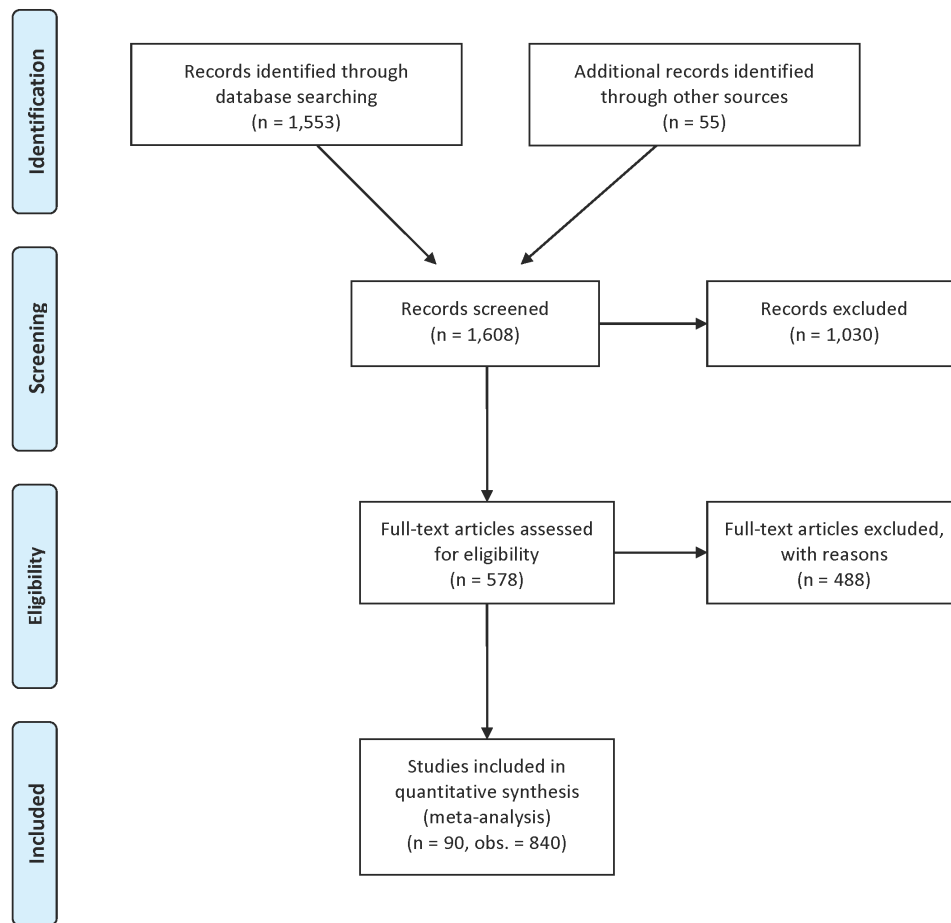 Identification
Records identified through
database searching
(n = 1,553)
Additional records identified
through other sources
(n = 55)
Screening
Records screened
(n = 1,608)
Records excluded
(n = 1,030)
Eligibility
Full-text articles assessed
for eligibility
(n = 578)
Full-text articles excluded,
with reasons
(n = 488)
Included
Studies included in
quantitative synthesis
(meta-analysis)
(n = 90, obs. = 840)